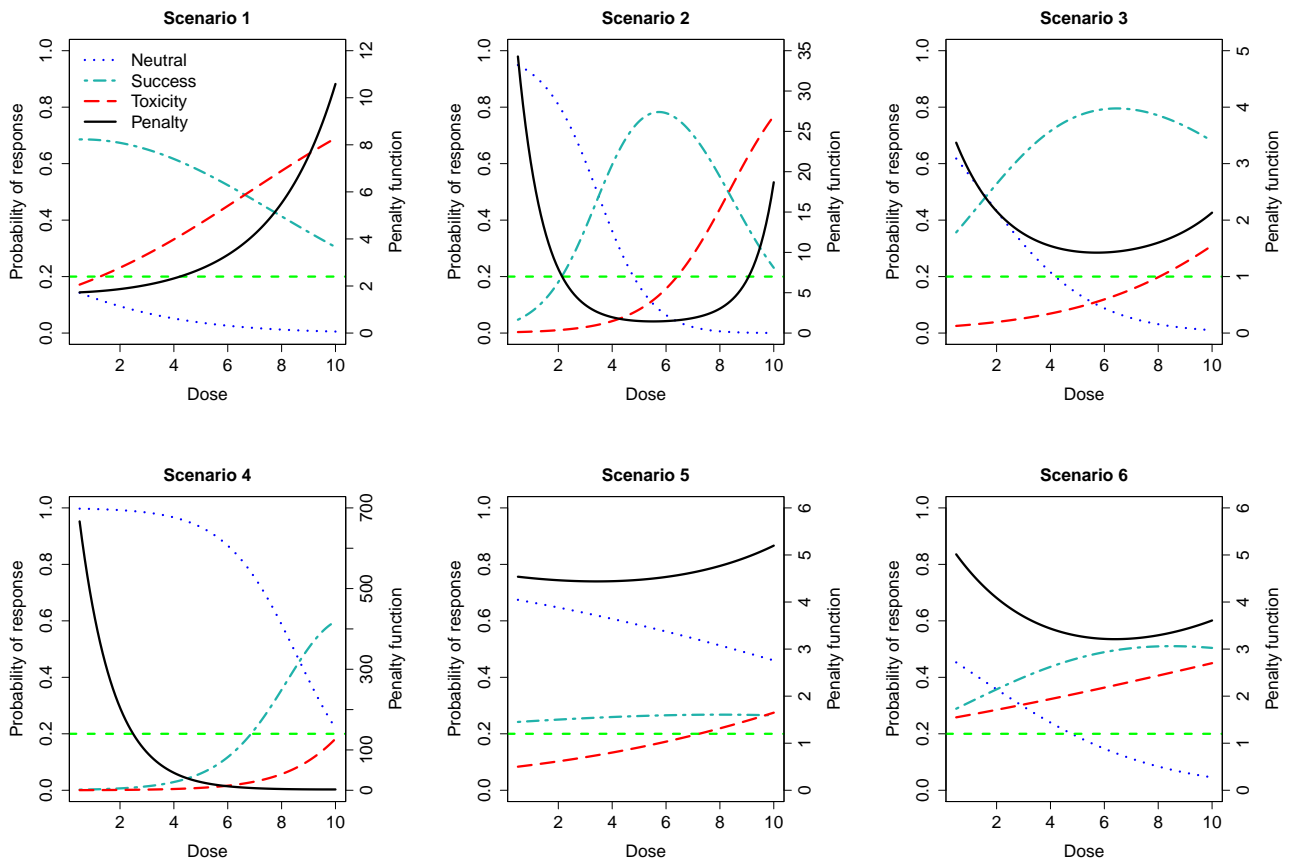 Scenario 1
Probability of response
0.0 0.2 0.4 0.6 0.8 1.0
Neutral
Success
Toxicity
Penalty
0 2 4 6 8 10 12
Penalty function
2 4 6 8 10
Dose
Scenario 2
Probability of response
0.0 0.2 0.4 0.6 0.8 1.0
0 5 10 15 20 25 30 35
Penalty function
2 4 6 8 10
Dose
Scenario 3
Probability of response
0.0 0.2 0.4 0.6 0.8 1.0
0 1 2 3 4 5
Penalty function
2 4 6 8 10
Dose
Scenario 4
Probability of response
0.0 0.2 0.4 0.6 0.8 1.0
0 100 300 500 700
Penalty function
2 4 6 8 10
Dose
Scenario 5
Probability of response
0.0 0.2 0.4 0.6 0.8 1.0
0 1 2 3 4 5 6
Penalty function
2 4 6 8 10
Dose
Scenario 6
Probability of response
0.0 0.2 0.4 0.6 0.8 1.0
0 1 2 3 4 5 6
Penalty function
2 4 6 8 10
Dose